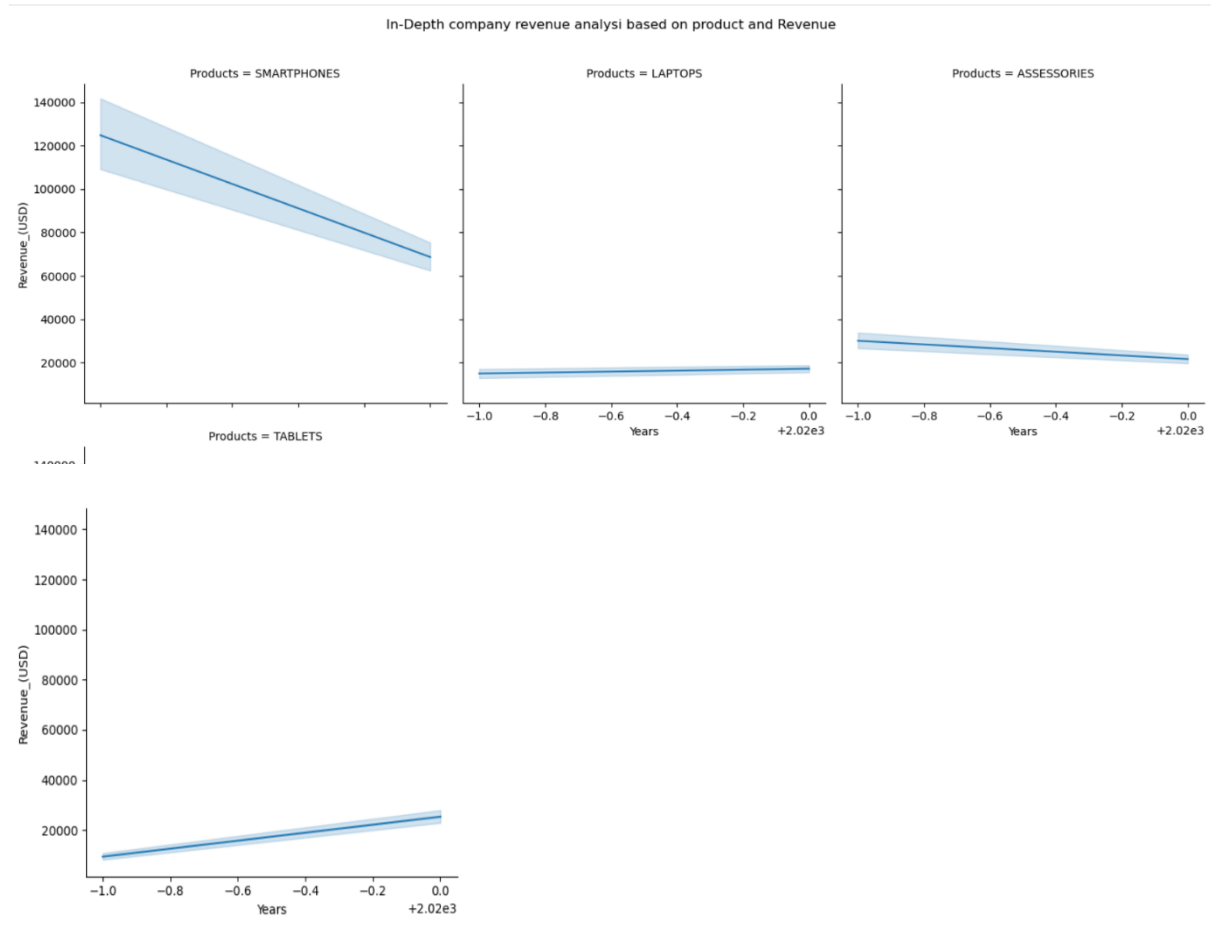 In-Depth company revenue analysi based on product and Revenue
Products = SMARTPHONES
Products = LAPTOPS
Products = ASSESSORIES
140000
120000
100000
80000
60000
40000
20000
Revenue_(USD)
−1.0 −0.8 −0.6 −0.4 −0.2 0.0
Years +2.02e3
−1.0 −0.8 −0.6 −0.4 −0.2 0.0
Years +2.02e3
Products = TABLETS
140000
140000
120000
100000
80000
60000
40000
20000
Revenue_(USD)
−1.0 −0.8 −0.6 −0.4 −0.2 0.0
Years +2.02e3